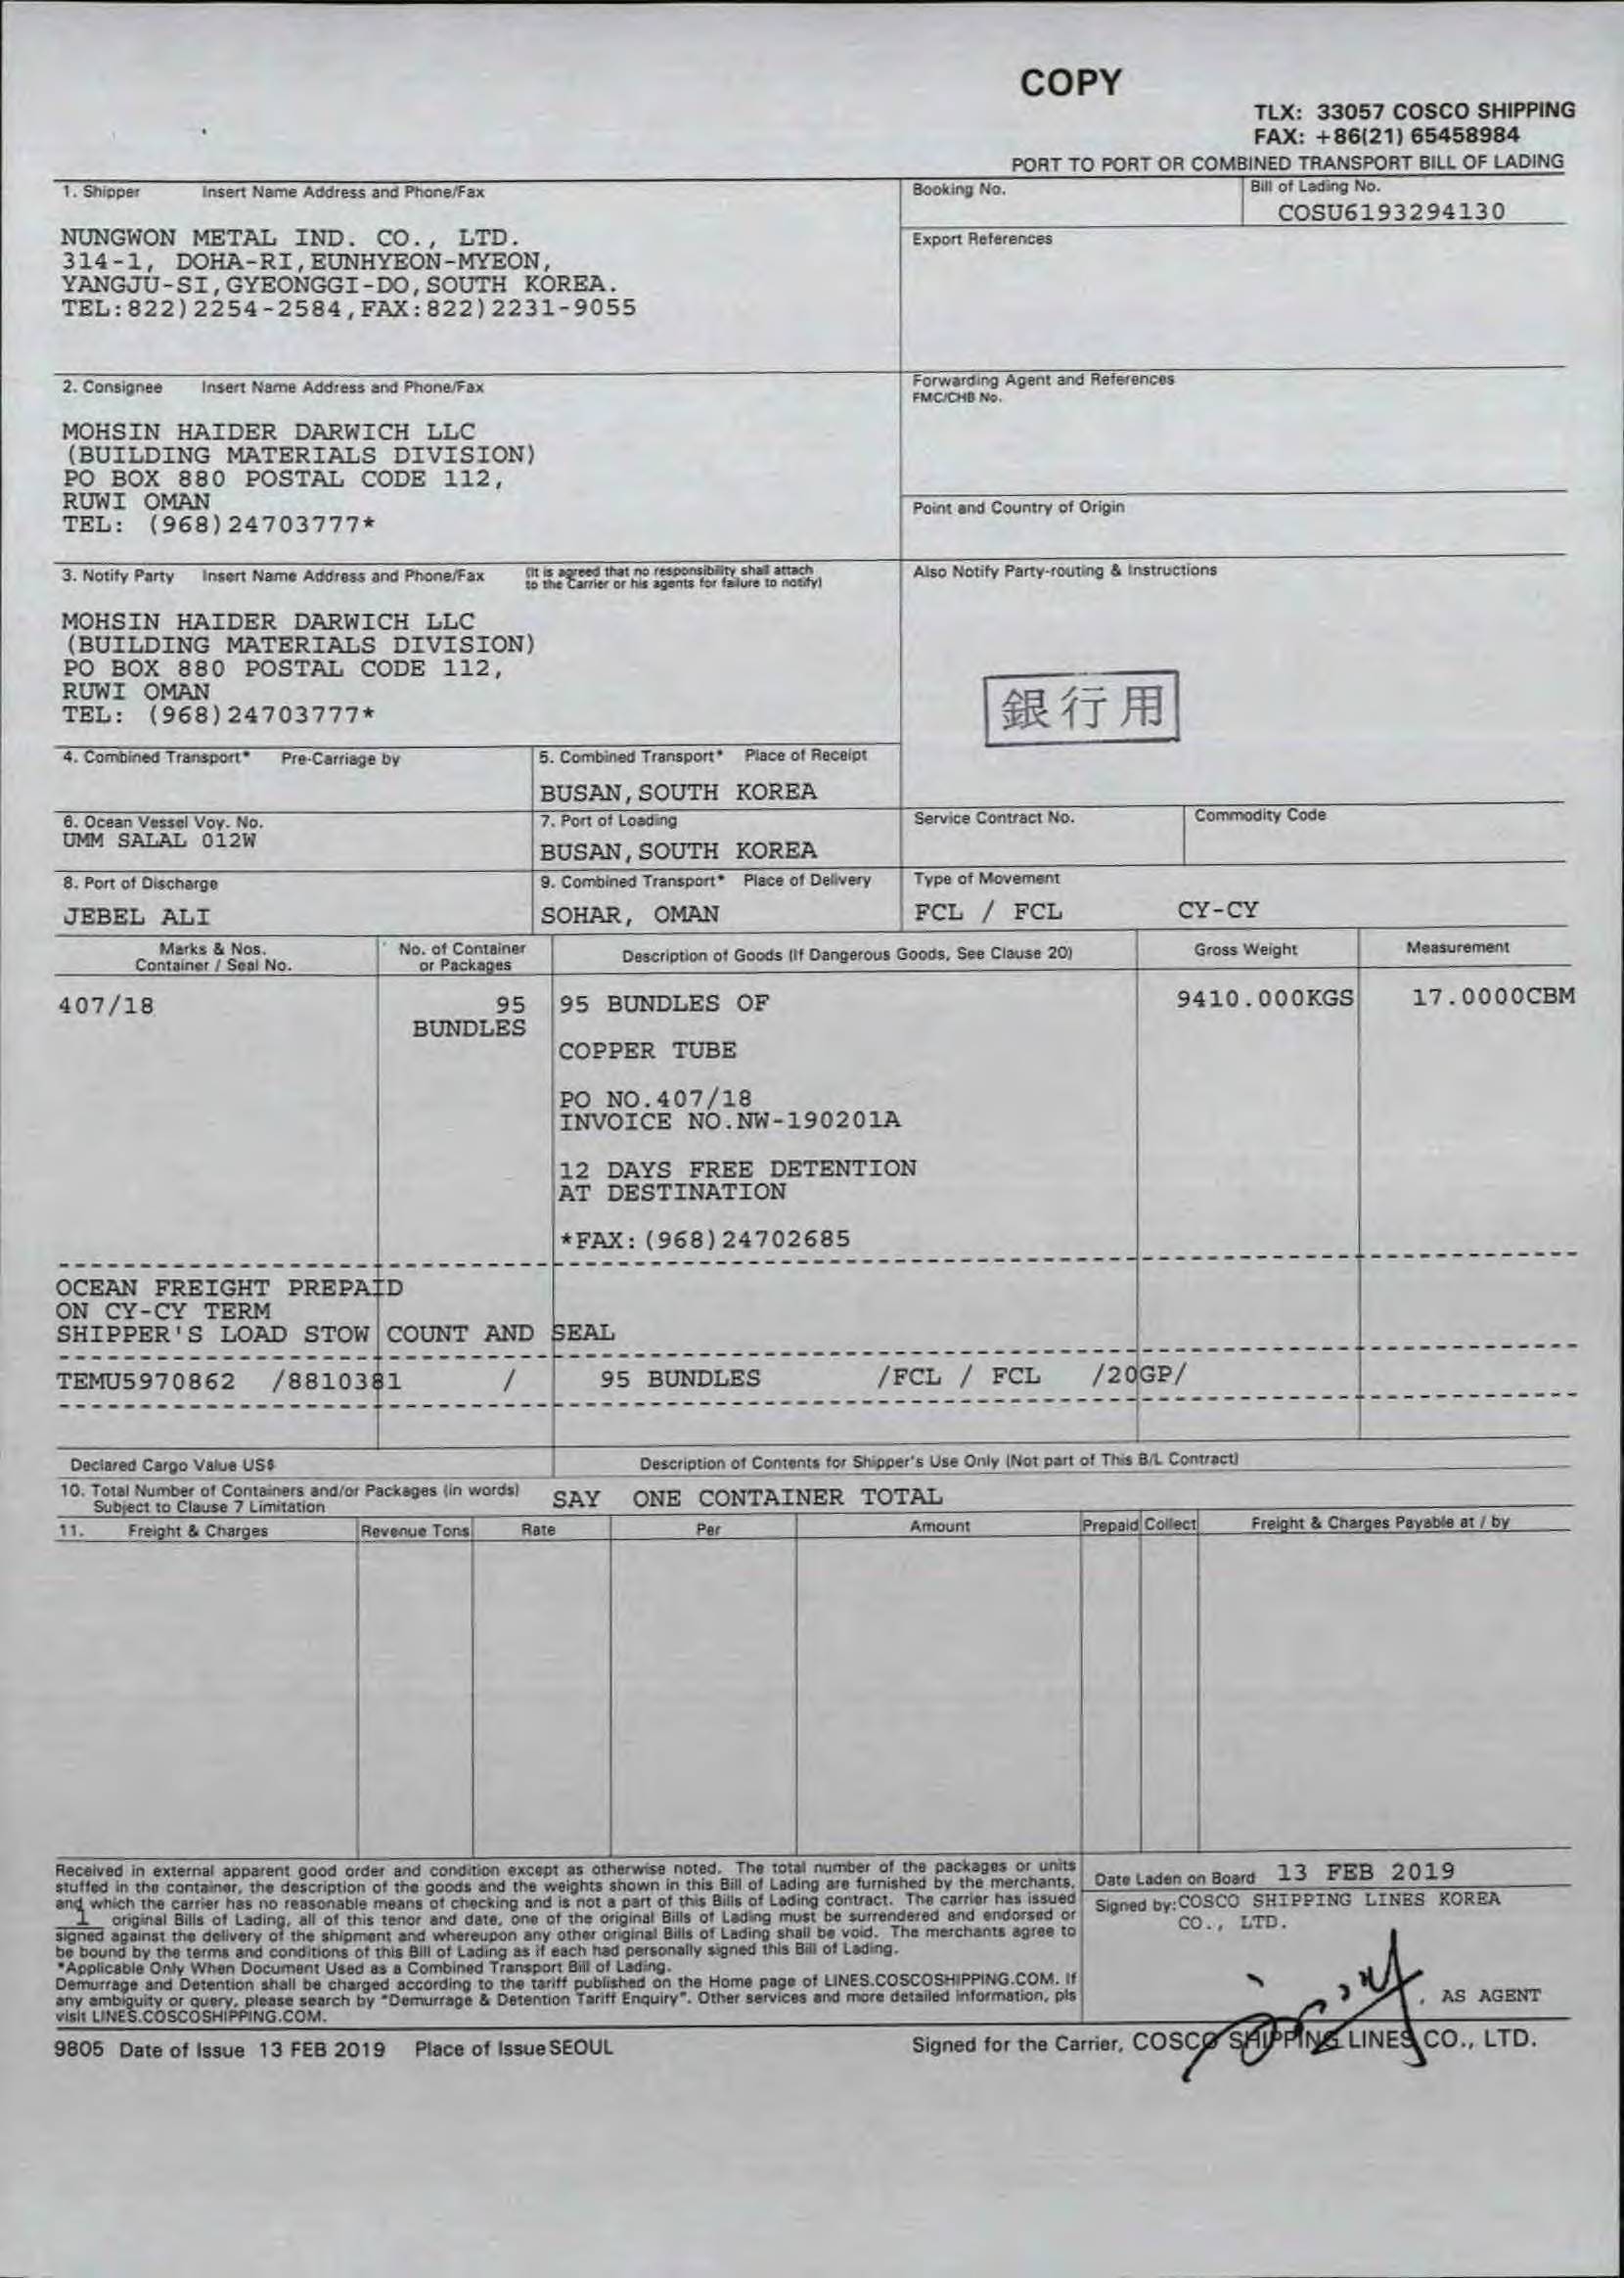 COPY
TLX: 33057 COSCO SHIPPING
FAX: +86(21) 65458984
PORT TO PORT OR COMBINED TRANSPORT BILL OF LADING
1. Shipper Insert Name Address and Phone/Fax
NUNGWON METAL IND. CO., LTD.
314-1, DOHA-RI,EUNHYEON-MYEON,
YANGJU-SI,GYEONGGI-DO,SOUTH KOREA.
TEL:822)2254-2584,FAX:822)2231-9055
Booking No.
Bill of Lading No.
COSU6193294130
Export References
2. Consignee Insert Name Address and Phone/Fax
MOHSIN HAIDER DARWICH LLC
(BUILDING MATERIALS DIVISION)
PO BOX 880 POSTAL CODE 112,
RUWI OMAN
TEL: (968)24703777*
Forwarding Agent and References
FMC/CHB No.
Point and Country of Origin
3. Notify Party Insert Name Address and Phone/Fax
(It is agreed that no responsibility shall attach
to the Carrier or his agents for failure to notify)
MOHSIN HAIDER DARWICH LLC
(BUILDING MATERIALS DIVISION)
PO BOX 880 POSTAL CODE 112,
RUWI OMAN
TEL: (968)24703777*
Also Notify Party-routing & Instructions
銀行用
4. Combined Transport* Pre-Carriage by
5. Combined Transport* Place of Receipt
BUSAN,SOUTH KOREA
6. Ocean Vessel Voy. No.
UMM SALAL 012W
7. Port of Loading
BUSAN,SOUTH KOREA
Service Contract No.
Commodity Code
8. Port of Discharge
JEBEL ALI
9. Combined Transport* Place of Delivery
SOHAR, OMAN
Type of Movement
FCL / FCL CY-CY
Marks & Nos.
Container / Seal No.
No. of Container
or Packages
Description of Goods (If Dangerous Goods, See Clause 20)
Gross Weight
Measurement
407/18
95
BUNDLES
95 BUNDLES OF
COPPER TUBE
PO NO.407/18
INVOICE NO.NW-190201A
12 DAYS FREE DETENTION
AT DESTINATION
*FAX:(968)24702685
9410.000KGS
17.0000CBM
OCEAN FREIGHT PREPAID
ON CY-CY TERM
SHIPPER'S LOAD STOW COUNT AND SEAL
TEMU5970862 /8810381 / 95 BUNDLES /FCL / FCL /20GP/
Declared Cargo Value US$
Description of Contents for Shipper's Use Only (Not part of This B/L Contract)
10. Total Number of Containers and/or Packages (in words)
Subject to Clause 7 Limitation
SAY ONE CONTAINER TOTAL
11. Freight & Charges
Revenue Tons
Rate
Per
Amount
Prepaid
Collect
Freight & Charges Payable at / by
Received in external apparent good order and condition except as otherwise noted. The total number of the packages or units
stuffed in the container, the description of the goods and the weights shown in this Bill of Lading are furnished by the merchants,
and which the carrier has no reasonable means of checking and is not a part of this Bills of Lading contract. The carrier has issued
1 original Bills of Lading, all of this tenor and date, one of the original Bills of Lading must be surrendered and endorsed or
signed against the delivery of the shipment and whereupon any other original Bills of Lading shall be void. The merchants agree to
be bound by the terms and conditions of this Bill of Lading as if each had personally signed this Bill of Lading.
*Applicable Only When Document Used as a Combined Transport Bill of Lading.
Demurrage and Detention shall be charged according to the tariff published on the Home page of LINES.COSCOSHIPPING.COM. If
any ambiguity or query, please search by "Demurrage & Detention Tariff Enquiry". Other services and more detailed information, pls
visit LINES.COSCOSHIPPING.COM.
Date Laden on Board 13 FEB 2019
Signed by:COSCO SHIPPING LINES KOREA
CO., LTD.
, AS AGENT
9805 Date of Issue 13 FEB 2019 Place of Issue SEOUL
Signed for the Carrier, COSCO SHIPPING LINES CO., LTD.